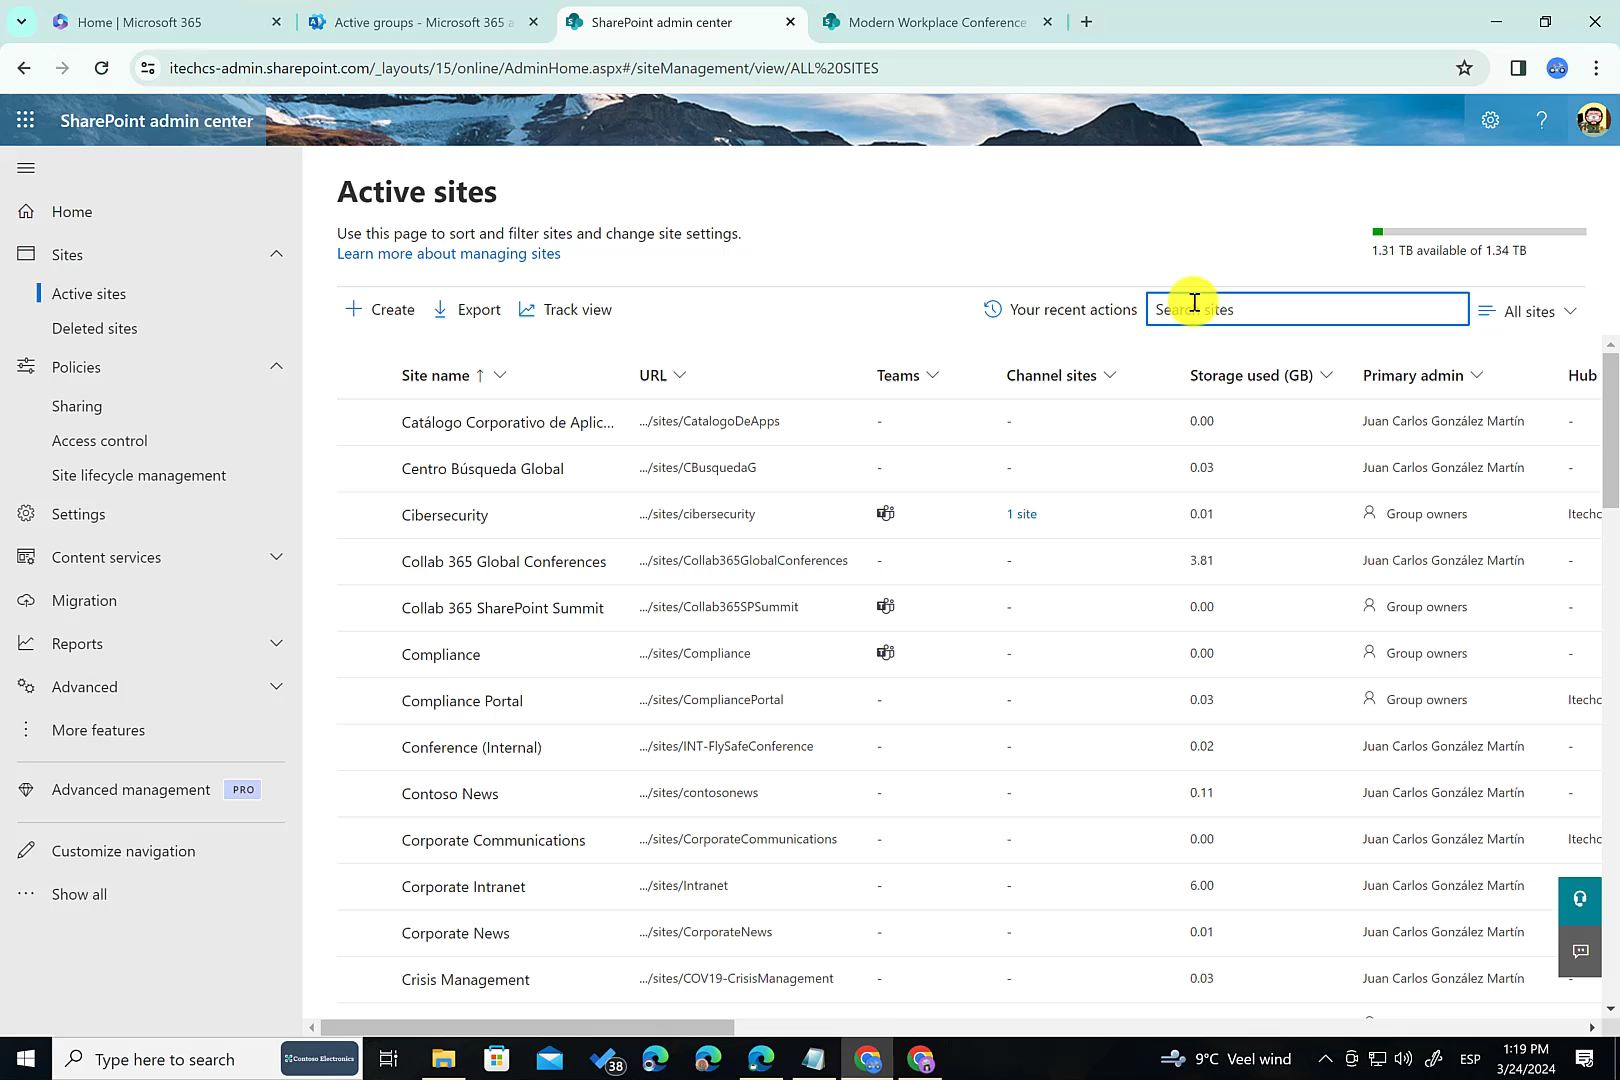 Home | Microsoft 365
Active groups - Microsoft 365 a
SharePoint admin center
Modern Workplace Conference
itechcs-admin.sharepoint.com/_layouts/15/online/AdminHome.aspx#/siteManagement/view/ALL%20SITES
SharePoint admin center
Home
Sites
Active sites
Deleted sites
Policies
Sharing
Access control
Site lifecycle management
Settings
Content services
Migration
Reports
Advanced
More features
Advanced management PRO
Customize navigation
Show all
Active sites
Use this page to sort and filter sites and change site settings.
Learn more about managing sites
1.31 TB available of 1.34 TB
Create Export Track view Your recent actions Search sites All sites
Site name ↑ URL Teams Channel sites Storage used (GB) Primary admin Hub
Catálogo Corporativo de Aplic... .../sites/CatalogoDeApps - - 0.00 Juan Carlos González Martín -
Centro Búsqueda Global .../sites/CBusquedaG - - 0.03 Juan Carlos González Martín -
Cibersecurity .../sites/cibersecurity 1 site 0.01 Group owners Itechc
Collab 365 Global Conferences .../sites/Collab365GlobalConferences - - 3.81 Juan Carlos González Martín -
Collab 365 SharePoint Summit .../sites/Collab365SPSummit - 0.00 Group owners -
Compliance .../sites/Compliance - 0.00 Group owners -
Compliance Portal .../sites/CompliancePortal - - 0.03 Group owners Itechc
Conference (Internal) .../sites/INT-FlySafeConference - - 0.02 Juan Carlos González Martín -
Contoso News .../sites/contosonews - - 0.11 Juan Carlos González Martín -
Corporate Communications .../sites/CorporateCommunications - - 0.00 Juan Carlos González Martín Itechc
Corporate Intranet .../sites/Intranet - - 6.00 Juan Carlos González Martín
Corporate News .../sites/CorporateNews - - 0.01 Juan Carlos González Martín
Crisis Management .../sites/COV19-CrisisManagement - - 0.03 Juan Carlos González Martín -
Type here to search
Contoso Electronics
38
9°C Veel wind
ESP
1:19 PM
3/24/2024